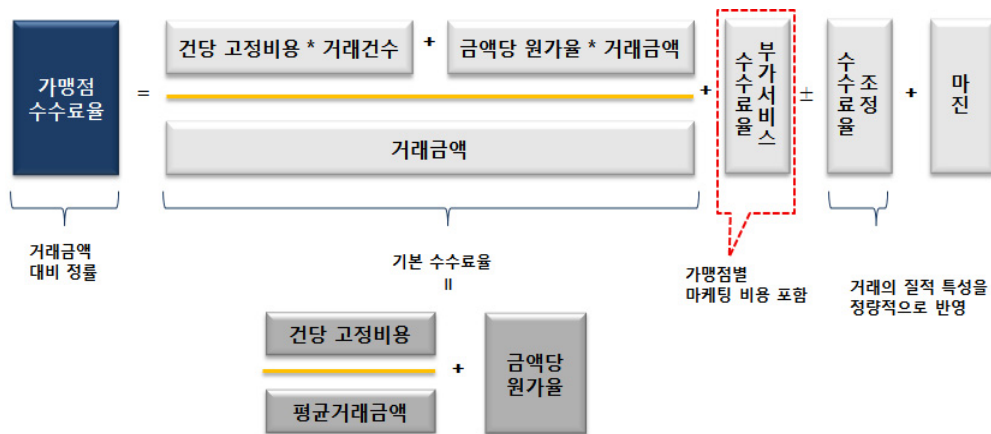 가맹점
수수료율
=
건당 고정비용 * 거래건수
+
금액당 원가율 * 거래금액
거래금액
+
부가서비스
수수료율
±
조정
수수료율
+
마진
거래금액
대비 정률
기본 수수료율
=
가맹점별
마케팅 비용 포함
거래의 질적 특성을
정량적으로 반영
건당 고정비용
+
금액당
원가율
평균거래금액